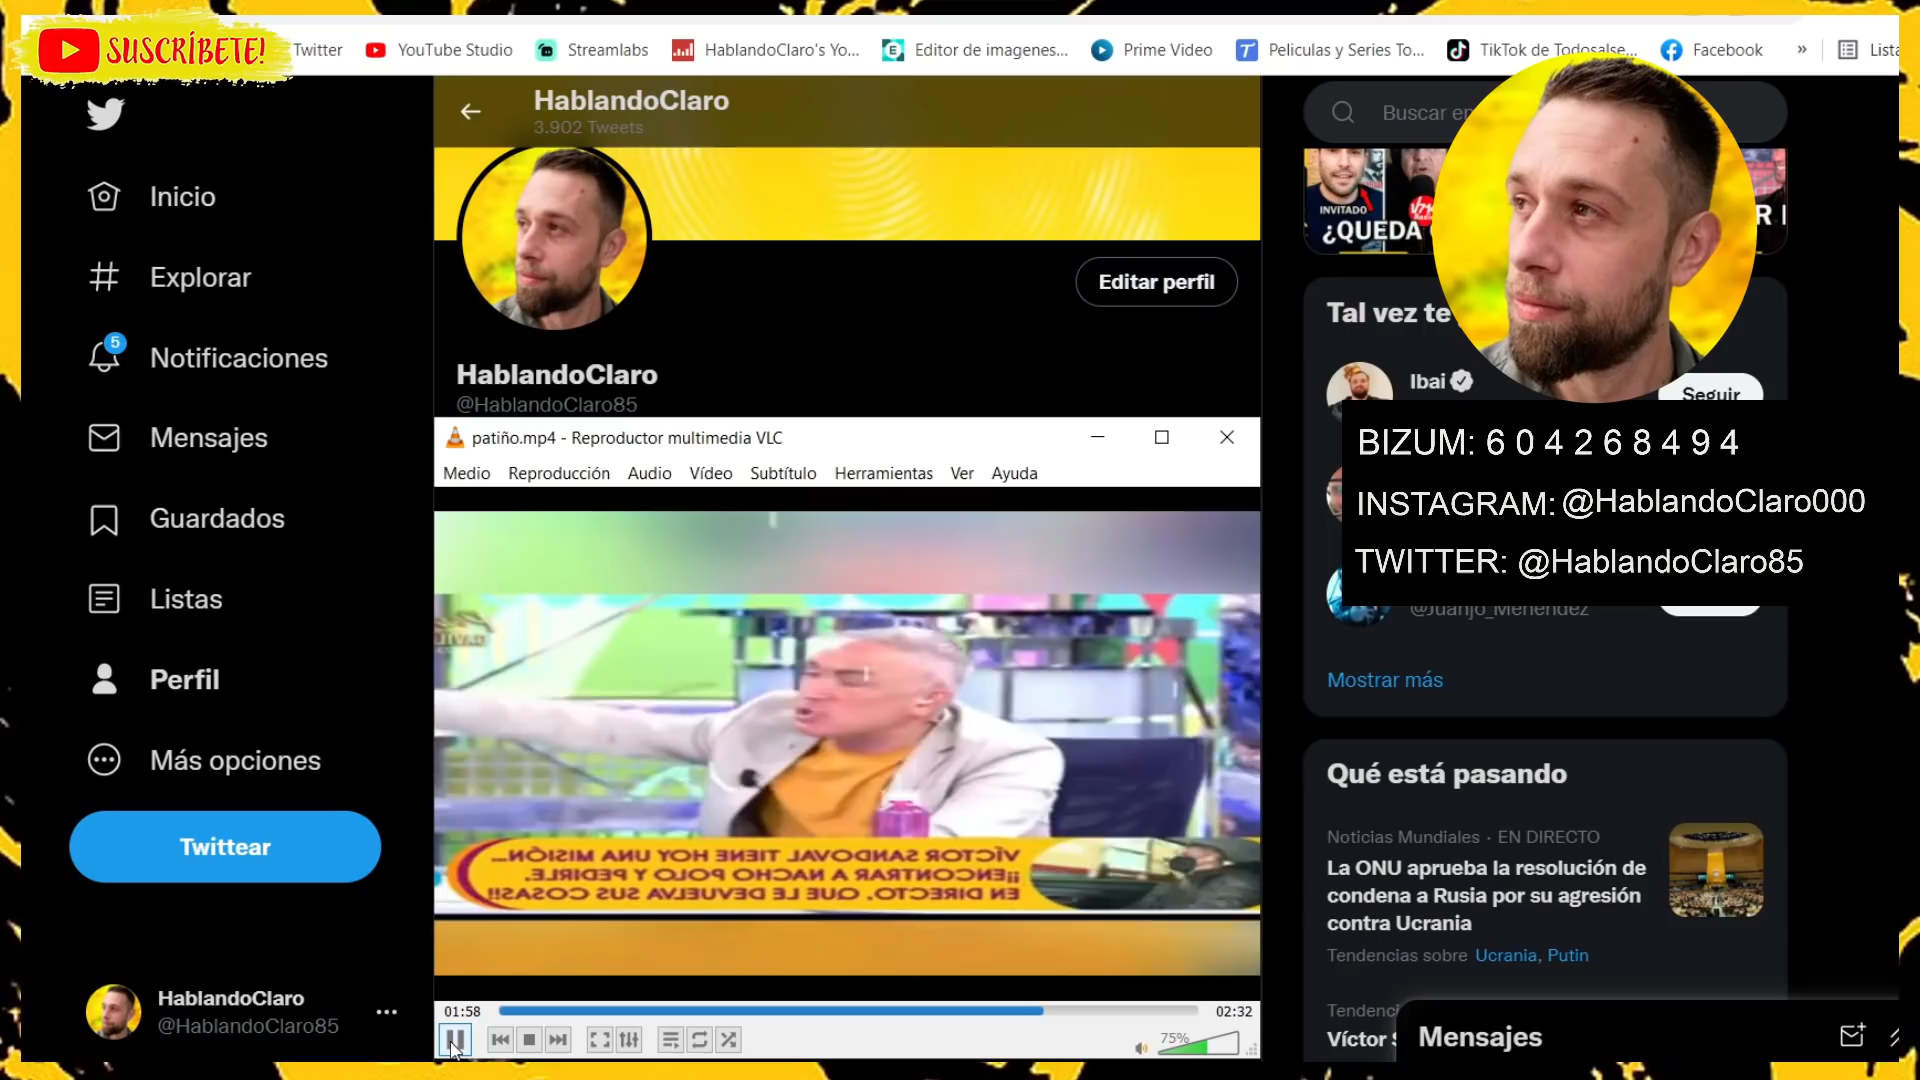 SUSCRÍBETE!
Twitter
YouTube Studio
Streamlabs
HablandoClaro's Yo...
Editor de imagenes...
Prime Video
Peliculas y Series To...
TikTok de Todosalse...
Facebook
»
HablandoClaro
3.902 Tweets
Inicio
Explorar
5
Notificaciones
Mensajes
Guardados
Listas
Perfil
Más opciones
Twittear
HablandoClaro
@HablandoClaro85
Editar perfil
HablandoClaro
@HablandoClaro85
patiño.mp4 - Reproductor multimedia VLC
Medio Reproducción Audio Vídeo Subtítulo Herramientas Ver Ayuda
VÍCTOR SANDOVAL TIENE HOY UNA MISIÓN...
¡¡ENCONTRAR A NACHO POLO Y PEDIRLE,
EN DIRECTO, QUE LE DEVUELVA SUS COSAS!!
01:58
02:32
75%
Buscar en
INVITADO
¿QUEDA
Tal vez te
Ibai
Seguir
BIZUM: 6 0 4 2 6 8 4 9 4
INSTAGRAM: @HablandoClaro000
TWITTER: @HablandoClaro85
@Juanjo_Menendez
Mostrar más
Qué está pasando
Noticias Mundiales · EN DIRECTO
La ONU aprueba la resolución de
condena a Rusia por su agresión
contra Ucrania
Tendencias sobre Ucrania, Putin
Víctor
Mensajes